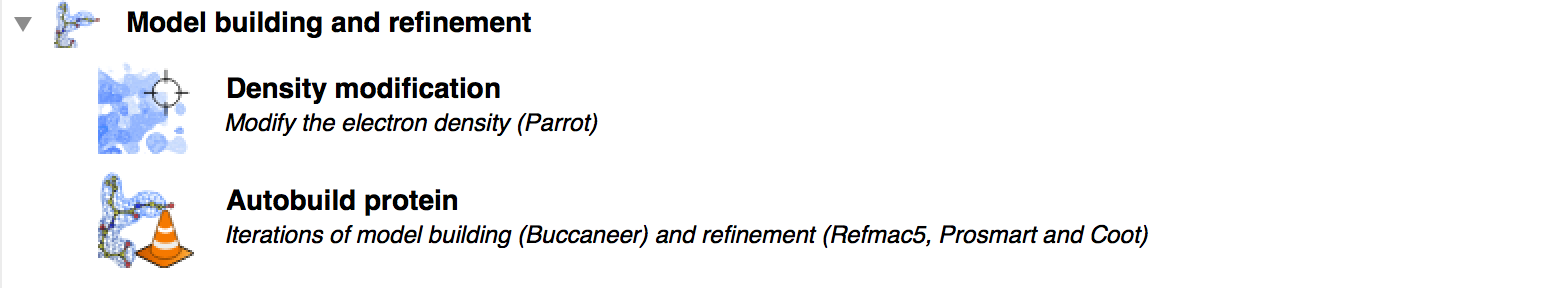 Model building and refinement
Density modification
Modify the electron density (Parrot)
Autobuild protein
Iterations of model building (Buccaneer) and refinement (Refmac5, Prosmart and Coot)